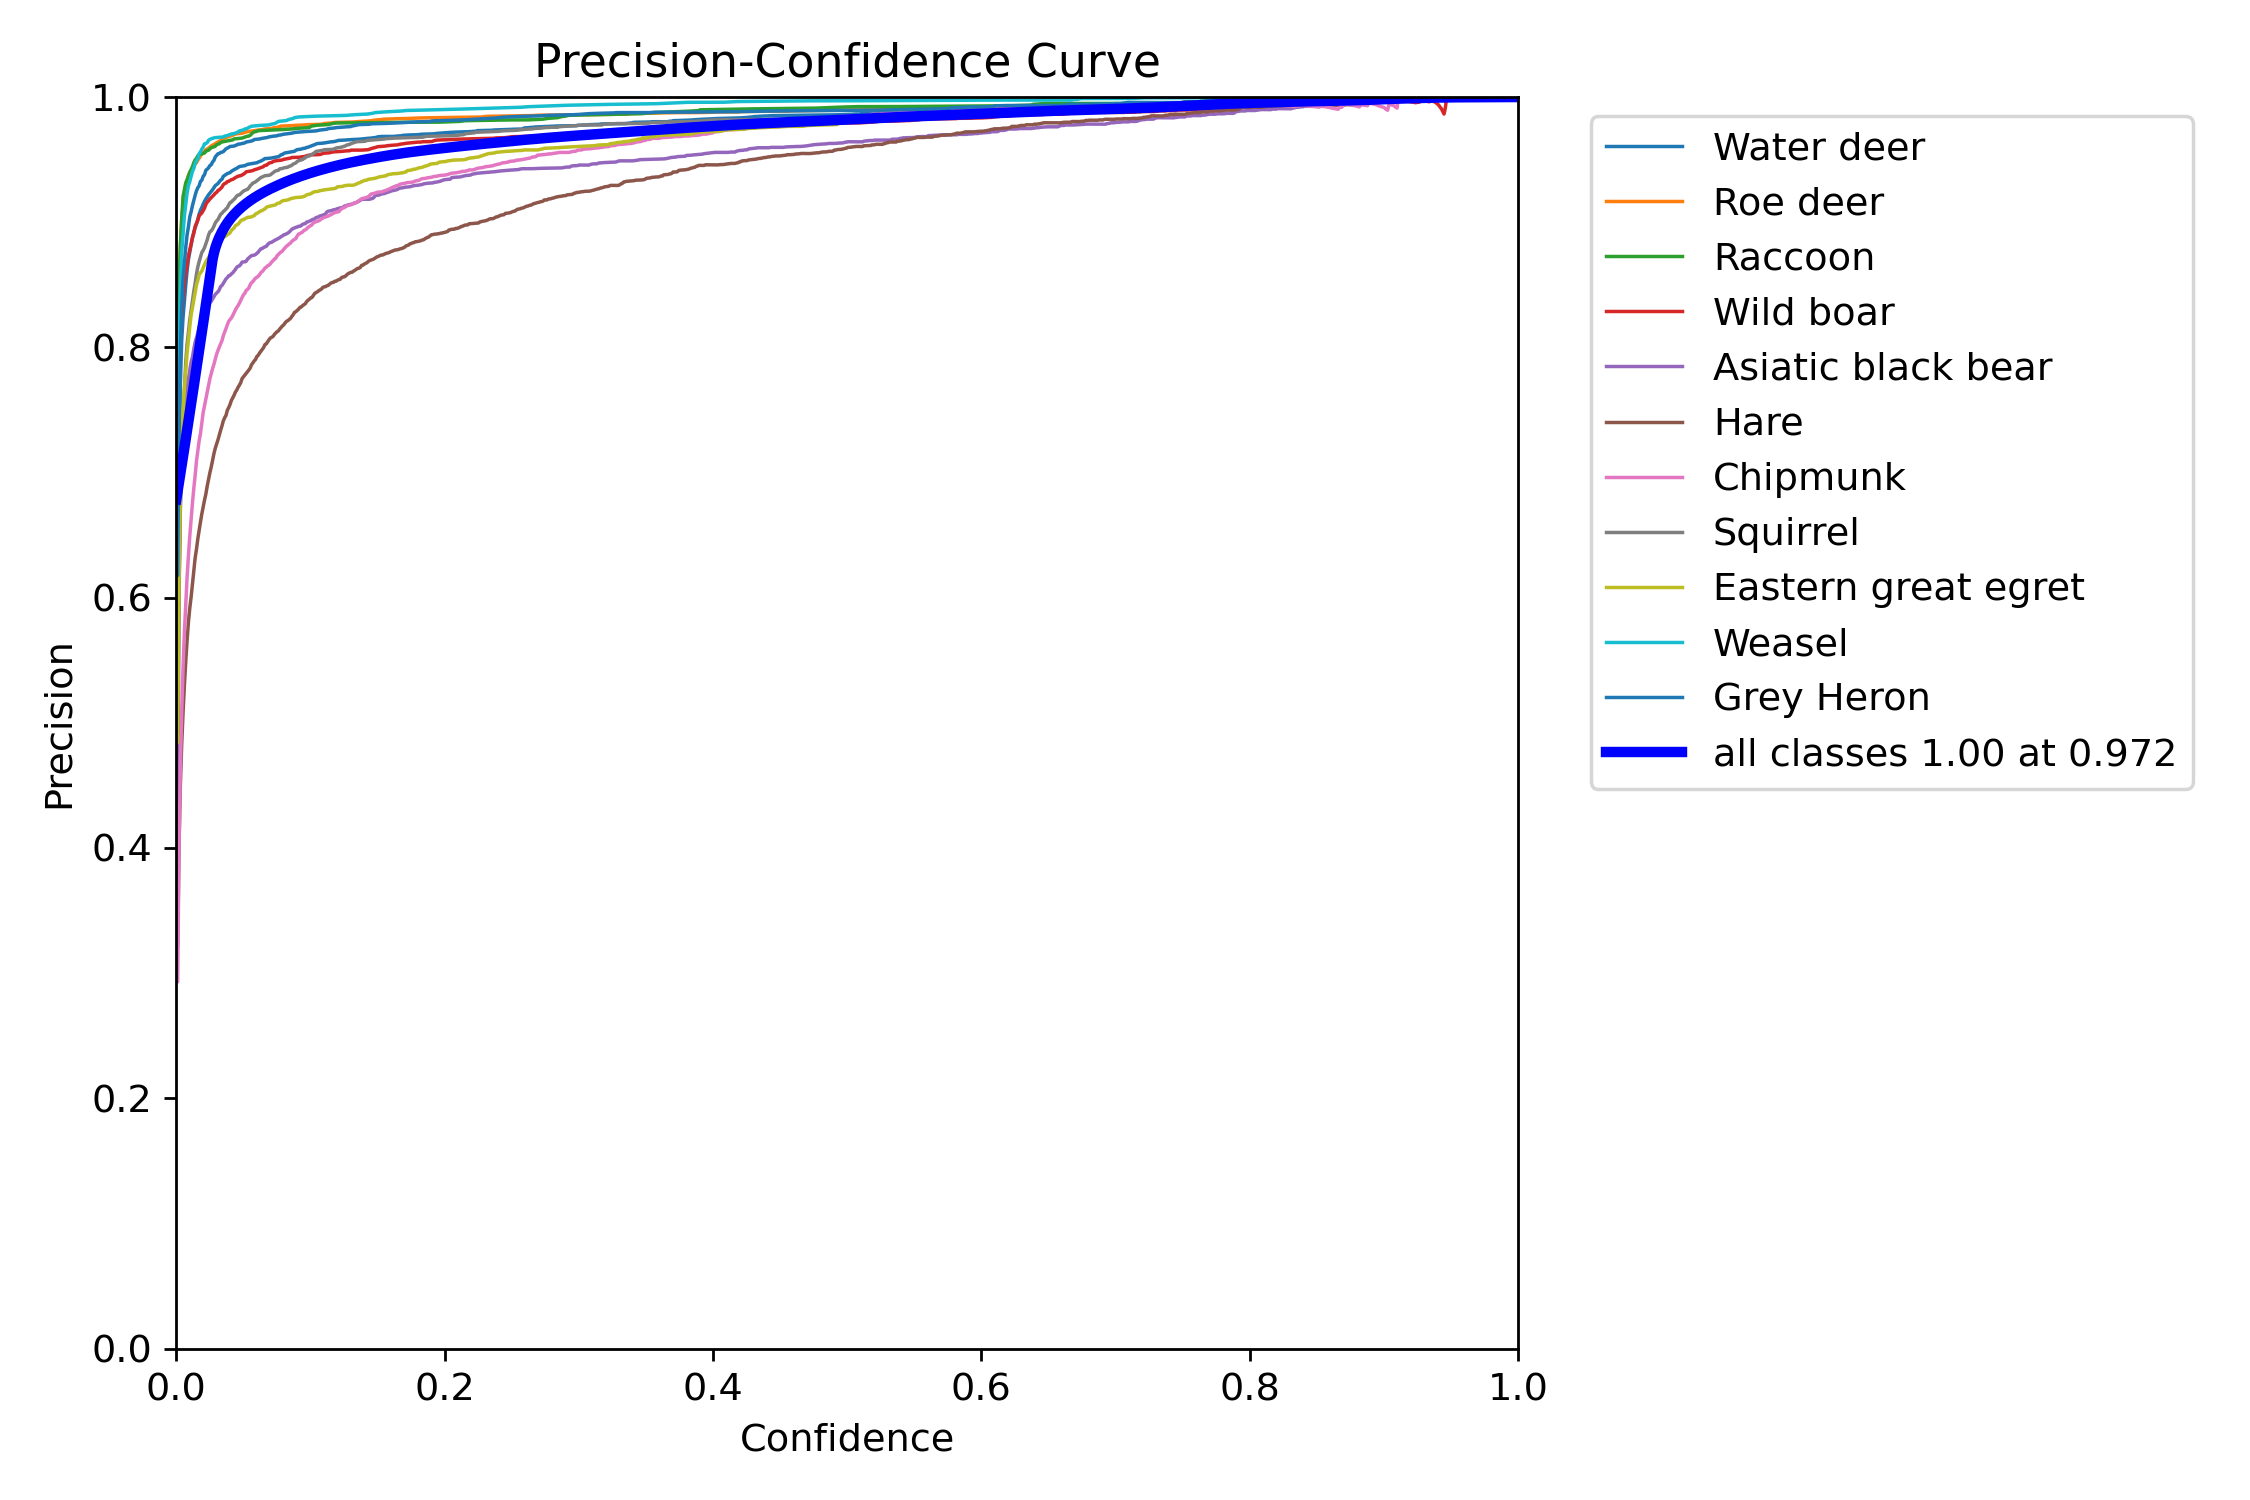 Precision-Confidence Curve
1.0
0.8
0.6
0.4
0.2
0.0
Precision
0.0 0.2 0.4 0.6 0.8 1.0
Confidence
Water deer
Roe deer
Raccoon
Wild boar
Asiatic black bear
Hare
Chipmunk
Squirrel
Eastern great egret
Weasel
Grey Heron
all classes 1.00 at 0.972